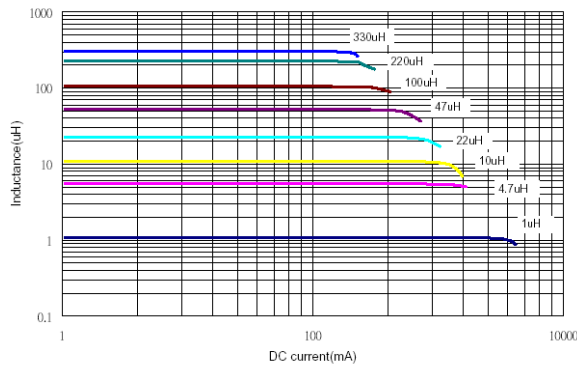 1000
330uH
220uH
100
100uH
47uH
22uH
10
10uH
4.7uH
1uH
1
0.1
1
100
10000
Inductance(uH)
DC current(mA)